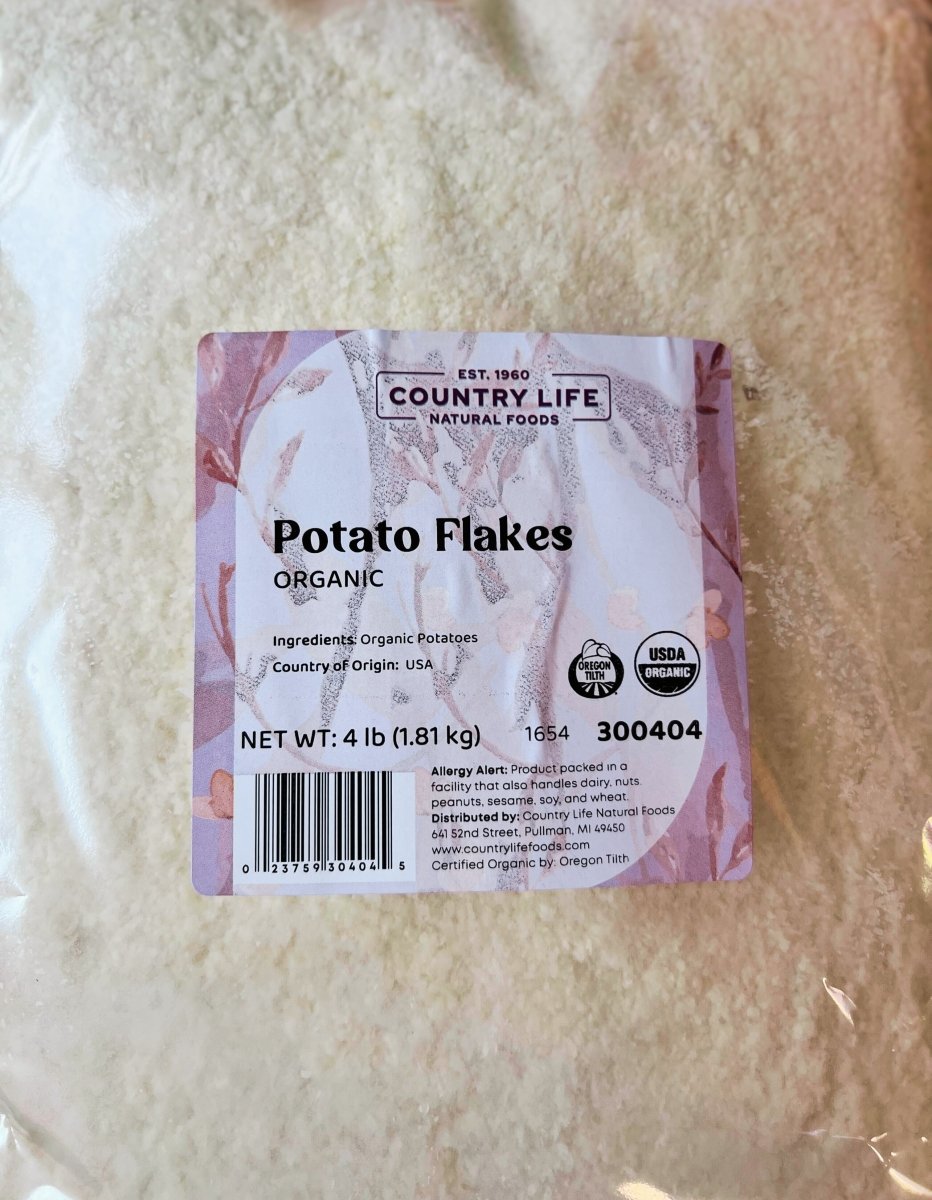 EST. 1960
COUNTRY LIFE
NATURAL FOODS
Potato Flakes
ORGANIC
Ingredients: Organic Potatoes
Country of Origin: USA
OREGON
TILTH
USDA
ORGANIC
NET WT: 4 lb (1.81 kg)
1654
300404
Allergy Alert: Product packed in a
facility that also handles dairy, nuts,
peanuts, sesame, soy, and wheat.
Distributed by: Country Life Natural Foods
641 52nd Street, Pullman, MI 49450
www.countrylifefoods.com
Certified Organic by: Oregon Tilth
0 23759 30404 5